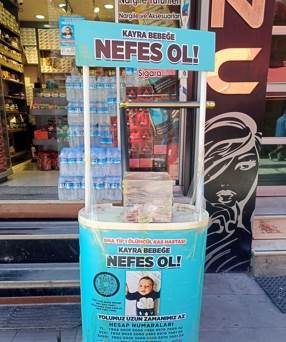 Nargile Tütünleri
Nargile ve Aksesuarları
KAYRA BEBEĞE
NEFES OL!
Sigara
N
C
SMA TİP 1 ÖLÜMCÜL KAS HASTASI
KAYRA BEBEĞE
NEFES OL!
YOLUMUZ UZUN ZAMANIMIZ AZ
HESAP NUMARALARI